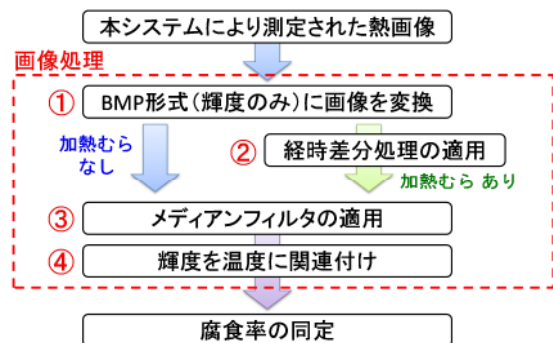 本システムにより測定された熱画像
画像処理
① BMP形式(輝度のみ)に画像を変換
加熱むら
なし
② 経時差分処理の適用
加熱むら あり
③ メディアンフィルタの適用
④ 輝度を温度に関連付け
腐食率の同定